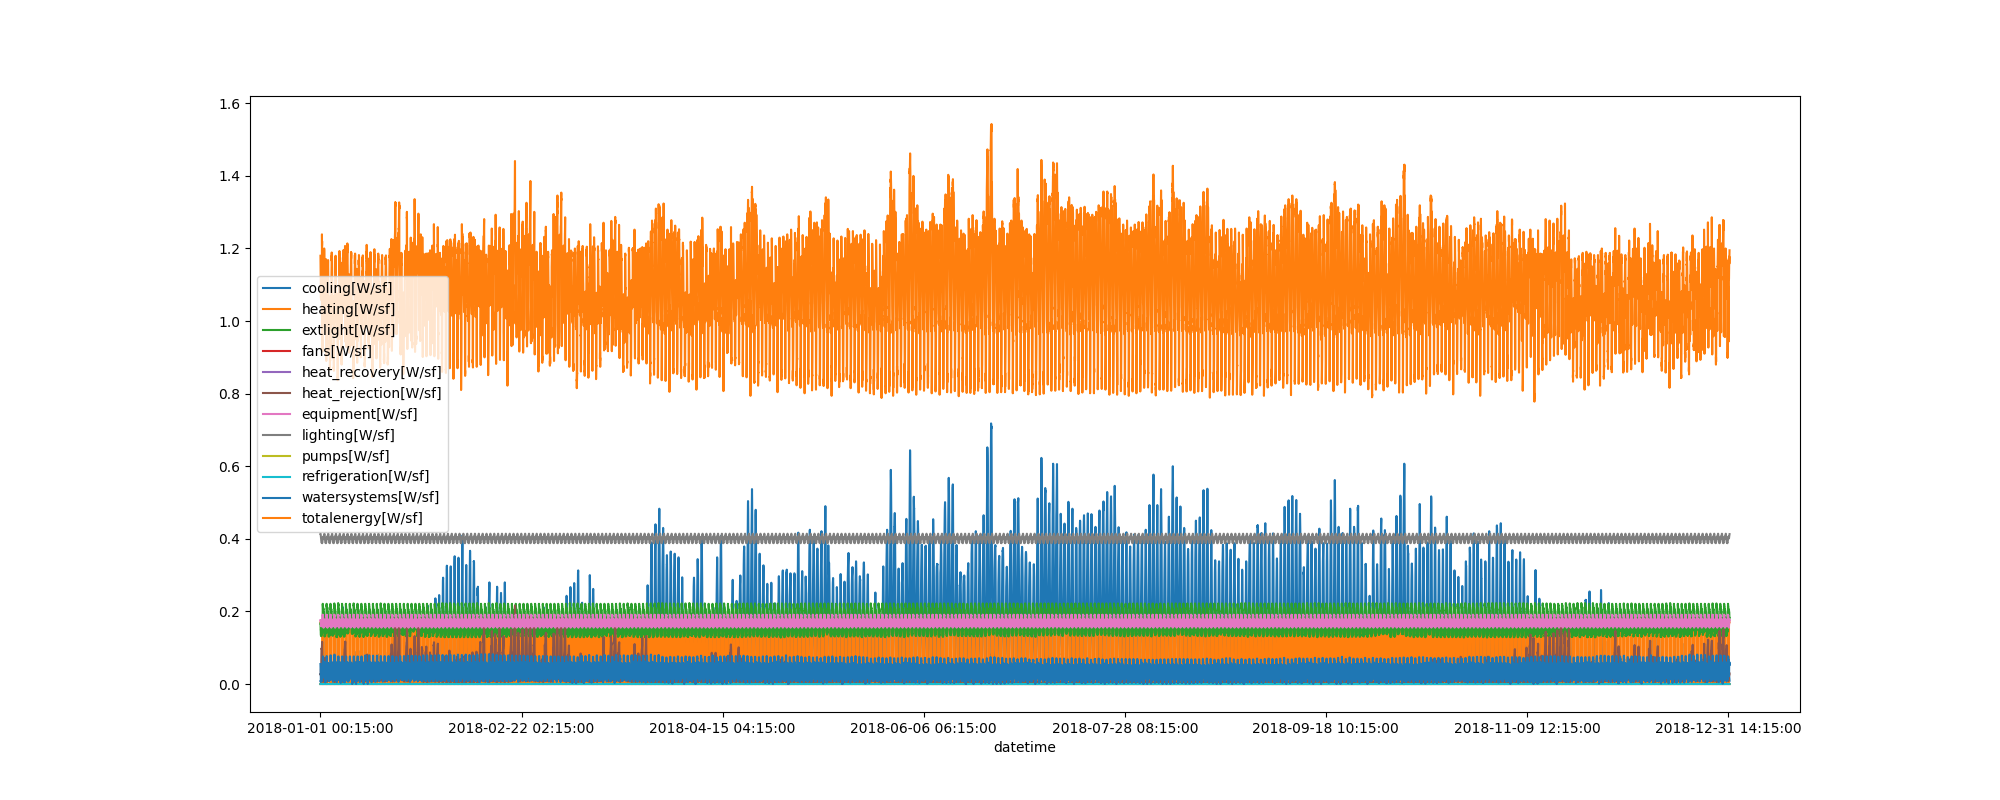 1.6
1.4
1.2
1.0
0.8
0.6
0.4
0.2
0.0
cooling[W/sf]
heating[W/sf]
extlight[W/sf]
fans[W/sf]
heat_recovery[W/sf]
heat_rejection[W/sf]
equipment[W/sf]
lighting[W/sf]
pumps[W/sf]
refrigeration[W/sf]
watersystems[W/sf]
totalenergy[W/sf]
2018-01-01 00:15:00 2018-02-22 02:15:00 2018-04-15 04:15:00 2018-06-06 06:15:00 2018-07-28 08:15:00 2018-09-18 10:15:00 2018-11-09 12:15:00 2018-12-31 14:15:00
datetime